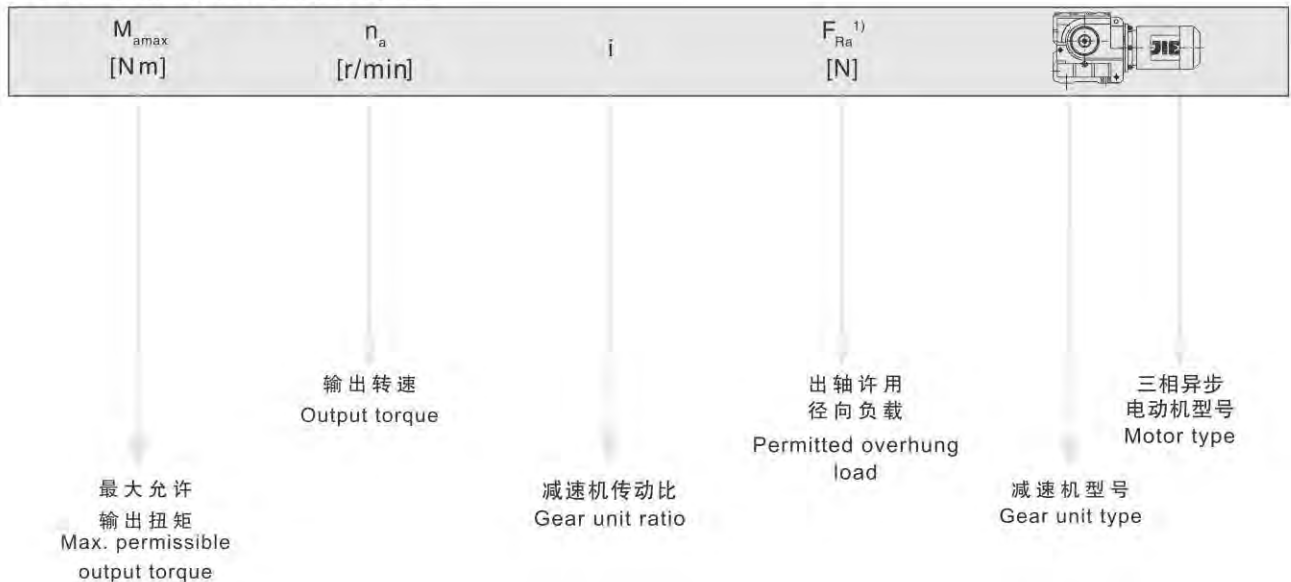 Mamax
[Nm]
na
[r/min]
i
FRa 1)
[N]
JIE
输出转速
Output torque
出轴许用
径向负载
Permitted overhung
load
三相异步
电动机型号
Motor type
最大允许
输出扭矩
Max. permissible
output torque
减速机传动比
Gear unit ratio
减速机型号
Gear unit type